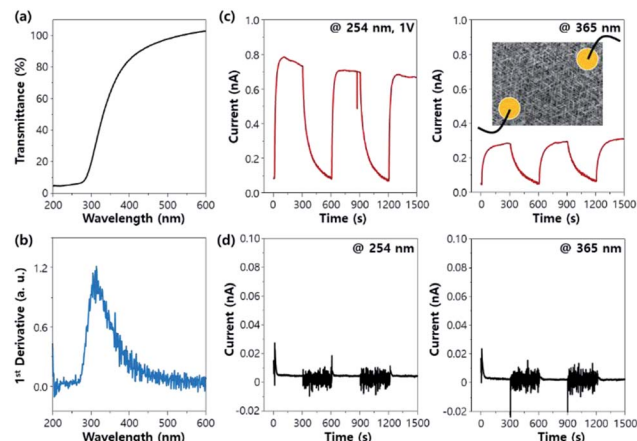 (a)
100
80
60
40
20
0
Transmittance (%)
200 300 400 500 600
Wavelength (nm)
(c)
@ 254 nm, 1V
1.0
0.8
0.6
0.4
0.2
0.0
Current (nA)
0 300 600 900 1200 1500
Time (s)
@ 365 nm
1.0
0.8
0.6
0.4
0.2
0.0
Current (nA)
0 300 600 900 1200 1500
Time (s)
(b)
1.2
0.6
0.0
1st Derivative (a. u.)
200 300 400 500 600
Wavelength (nm)
(d)
@ 254 nm
0.10
0.08
0.06
0.04
0.02
0
-0.02
Current (nA)
0 300 600 900 1200 1500
Time (s)
@ 365 nm
0.10
0.08
0.06
0.04
0.02
0
-0.02
Current (nA)
0 300 600 900 1200 1500
Time (s)